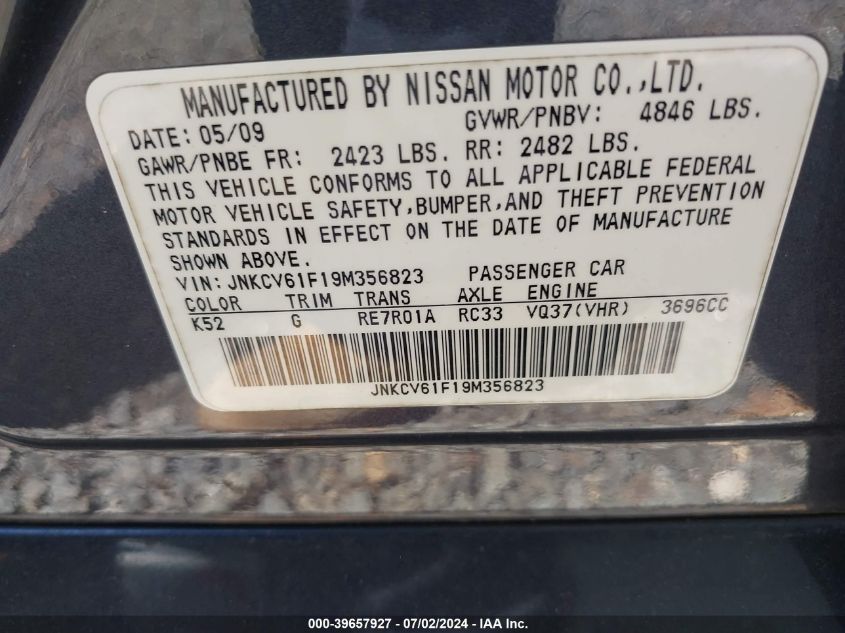 MANUFACTURED BY NISSAN MOTOR CO.,LTD.
DATE: 05/09 GVWR/PNBV: 4846 LBS.
GAWR/PNBE FR: 2423 LBS. RR: 2482 LBS.
THIS VEHICLE CONFORMS TO ALL APPLICABLE FEDERAL
MOTOR VEHICLE SAFETY,BUMPER,AND THEFT PREVENTION
STANDARDS IN EFFECT ON THE DATE OF MANUFACTURE
SHOWN ABOVE.
VIN: JNKCV61F19M356823 PASSENGER CAR
COLOR TRIM TRANS AXLE ENGINE
K52 G RE7R01A RC33 VQ37(VHR) 3696CC
JNKCV61F19M356823
000-39657927 - 07/02/2024 - IAA Inc.